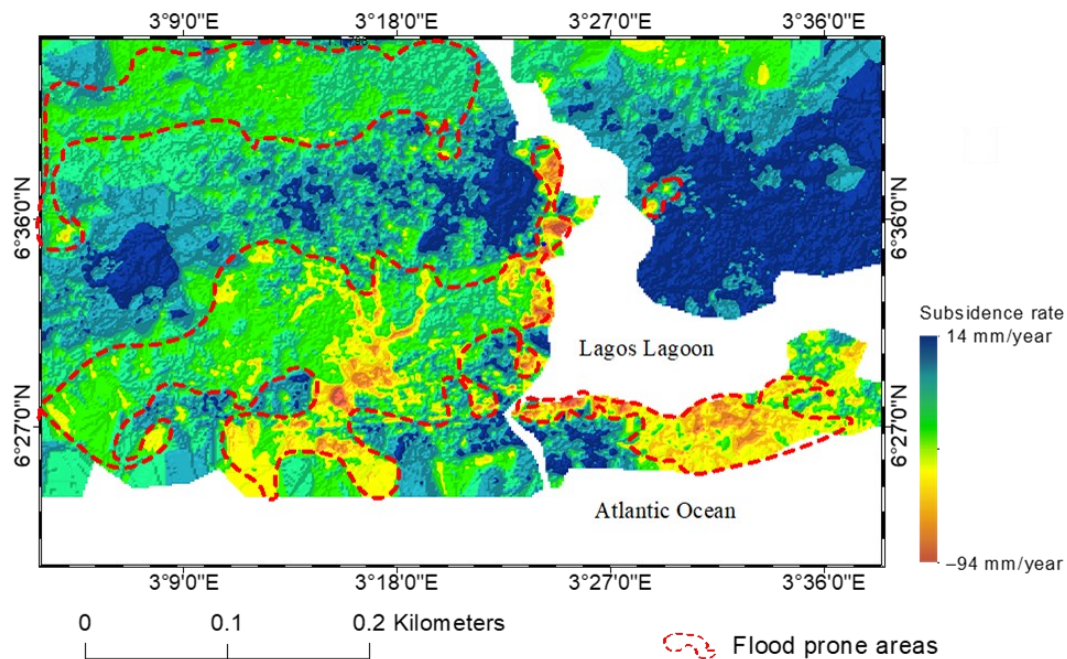 3°9'0"E 3°18'0"E 3°27'0"E 3°36'0"E
6°36'0"N 6°36'0"N
Subsidence rate
14 mm/year
Lagos Lagoon
6°27'0"N 6°27'0"N
Atlantic Ocean
−94 mm/year
3°9'0"E 3°18'0"E 3°27'0"E 3°36'0"E
0 0.1 0.2 Kilometers
Flood prone areas